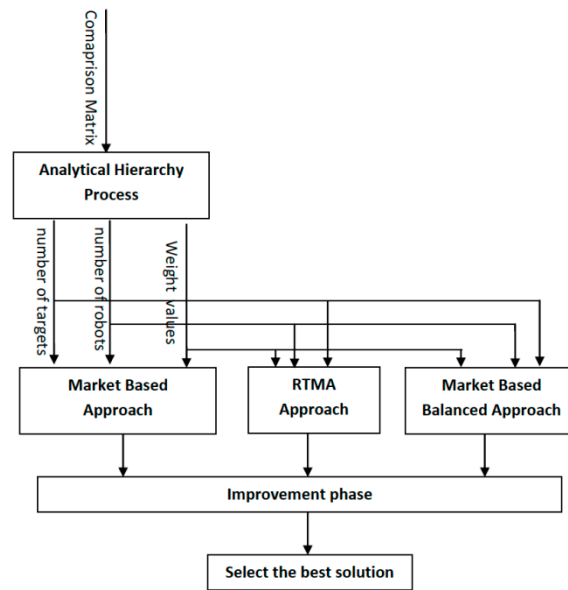 Comaprison Matrix
Analytical Hierarchy
Process
number of targets
number of robots
Weight values
Market Based
Approach
RTMA
Approach
Market Based
Balanced Approach
Improvement phase
Select the best solution